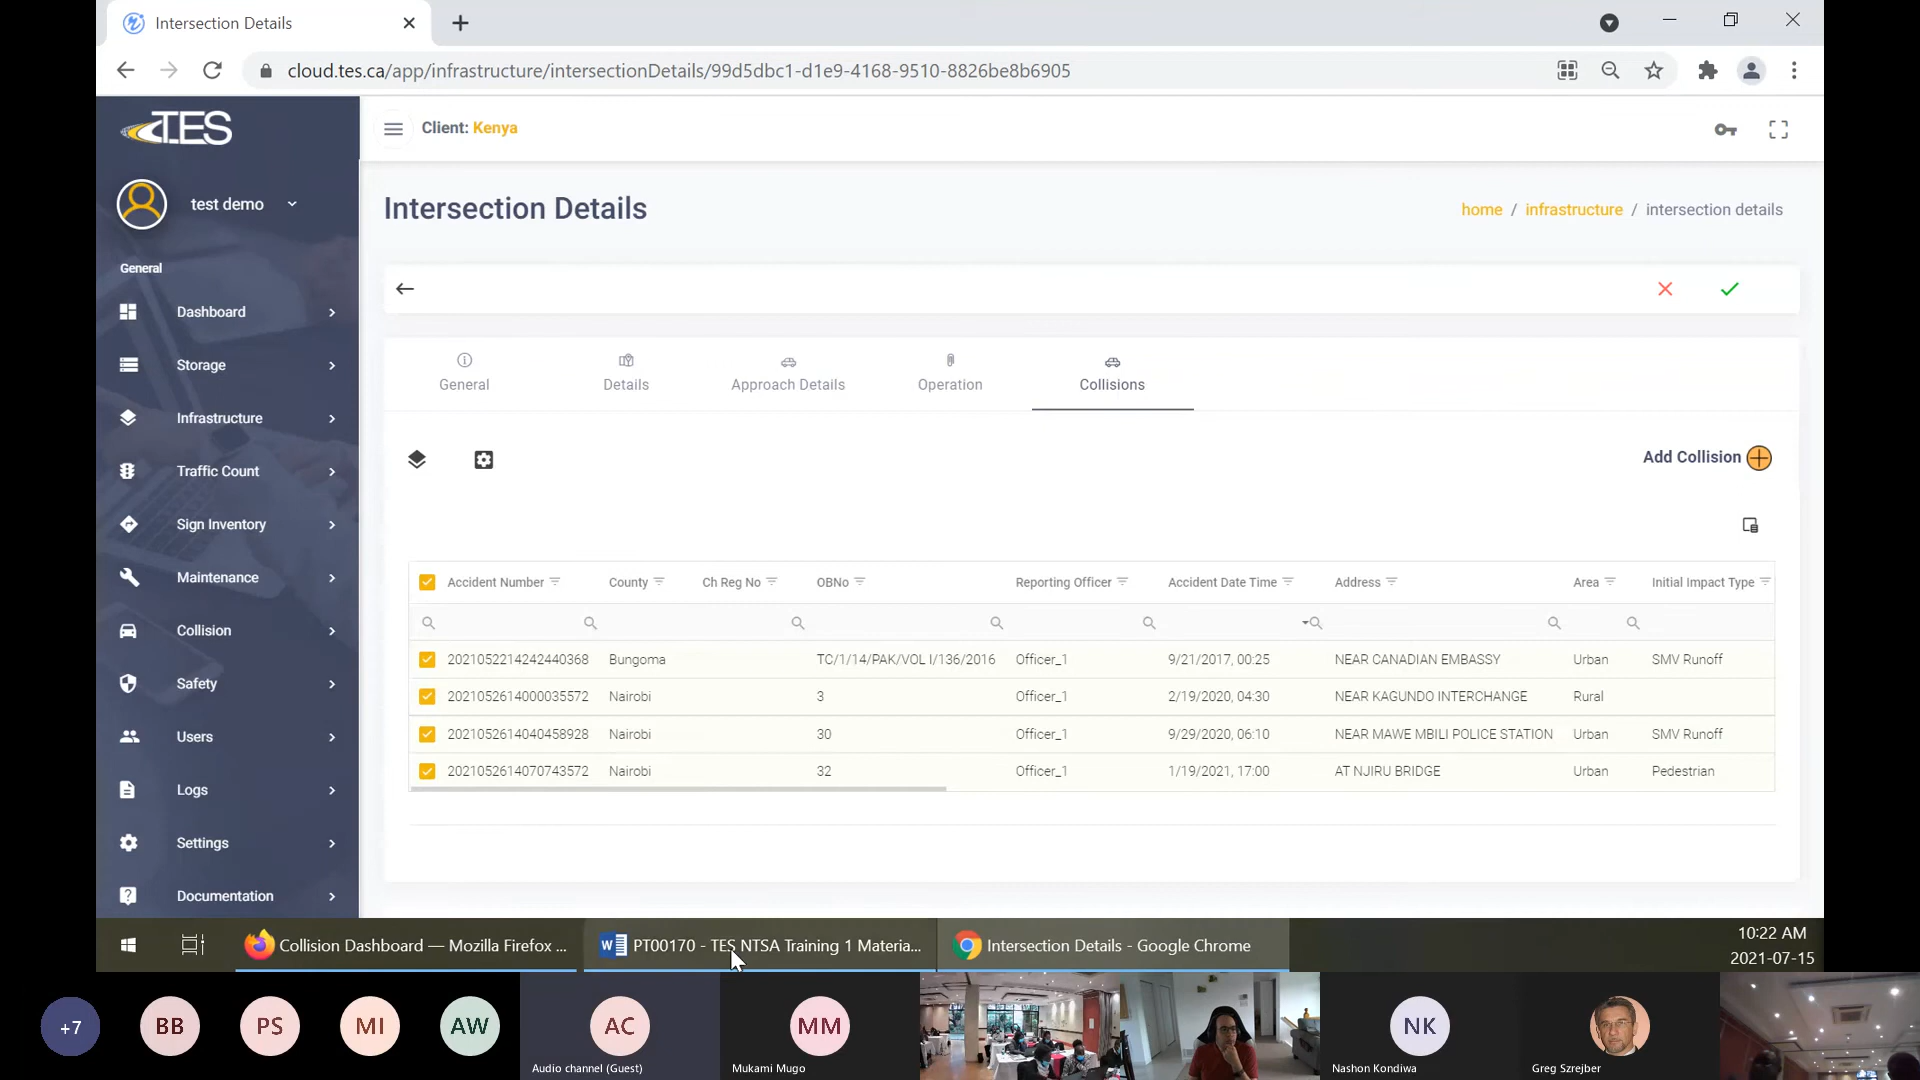 Intersection Details
cloud.tes.ca/app/infrastructure/intersectionDetails/99d5dbc1-d1e9-4168-9510-8826be8b6905
TES
Client: Kenya
test demo
Intersection Details
home / infrastructure / intersection details
General
Dashboard
Storage
Infrastructure
Traffic Count
Sign Inventory
Maintenance
Collision
Safety
Users
Logs
Settings
Documentation
General Details Approach Details Operation Collisions
Add Collision
Accident Number County Ch Reg No OBNo Reporting Officer Accident Date Time Address Area Initial Impact Type
2021052214242440368 Bungoma TC/1/14/PAK/VOL I/136/2016 Officer_1 9/21/2017, 00:25 NEAR CANADIAN EMBASSY Urban SMV Runoff
2021052614000035572 Nairobi 3 Officer_1 2/19/2020, 04:30 NEAR KAGUNDO INTERCHANGE Rural
2021052614040458928 Nairobi 30 Officer_1 9/29/2020, 06:10 NEAR MAWE MBILI POLICE STATION Urban SMV Runoff
2021052614070743572 Nairobi 32 Officer_1 1/19/2021, 17:00 AT NJIRU BRIDGE Urban Pedestrian
Collision Dashboard — Mozilla Firefox ...
PT00170 - TES NTSA Training 1 Materia...
Intersection Details - Google Chrome
10:22 AM
2021-07-15
+7 BB PS MI AW AC MM NK
Audio channel (Guest) Mukami Mugo Nashon Kondiwa Greg Szrejber